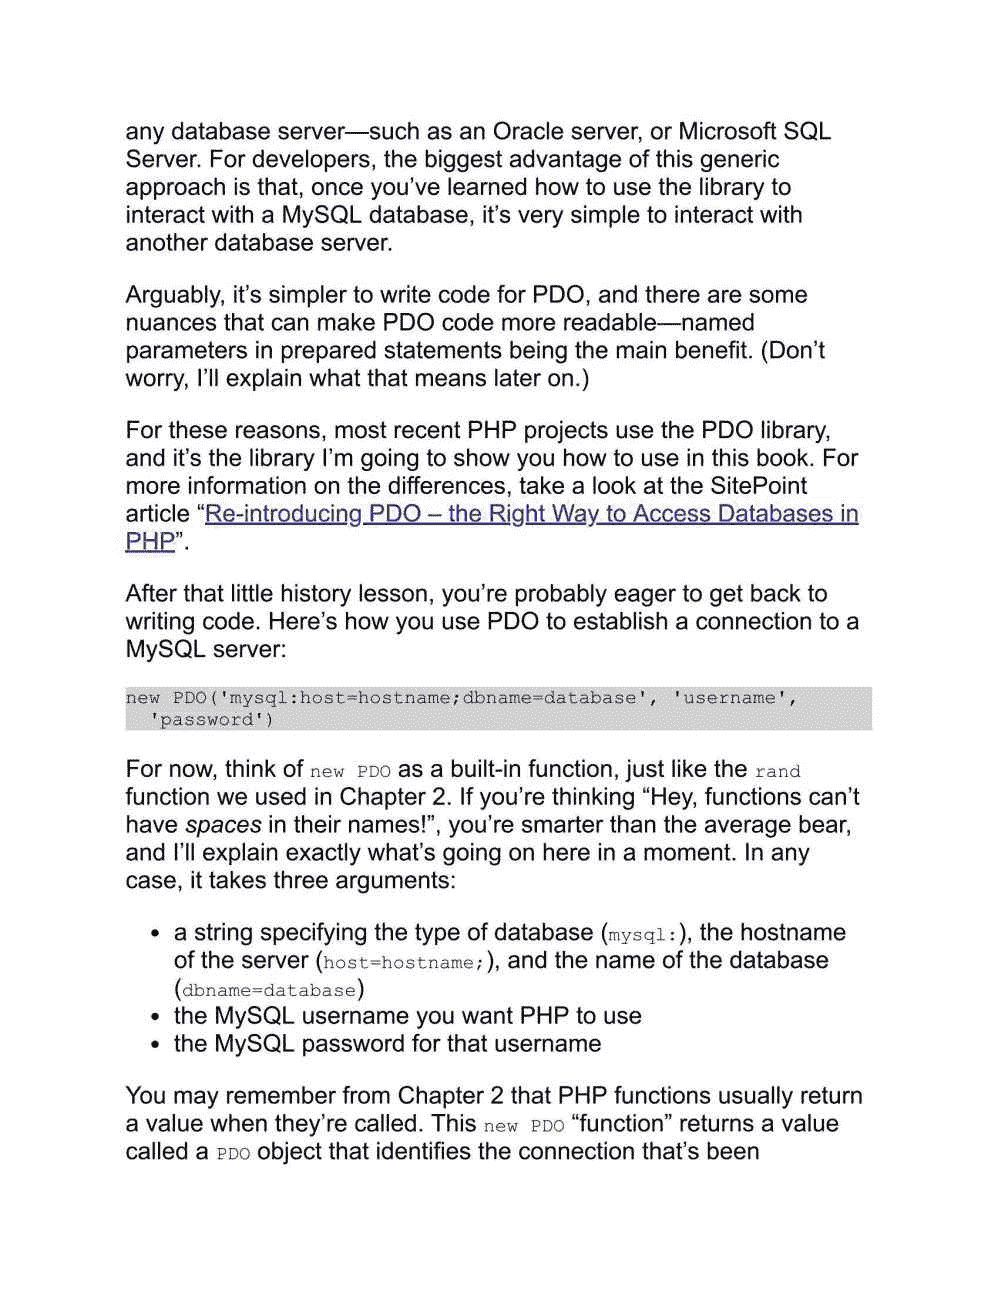 any database server—such as an Oracle server, or Microsoft SQL
Server. For developers, the biggest advantage of this generic
approach is that, once you’ve learned how to use the library to
interact with a MySQL database, it’s very simple to interact with
another database server.
Arguably, it’s simpler to write code for PDO, and there are some
nuances that can make PDO code more readable—named
parameters in prepared statements being the main benefit. (Don’t
worry, I’ll explain what that means later on.)
For these reasons, most recent PHP projects use the PDO library,
and it’s the library I’m going to show you how to use in this book. For
more information on the differences, take a look at the SitePoint
article “Re-introducing PDO – the Right Way to Access Databases in
PHP”.
After that little history lesson, you’re probably eager to get back to
writing code. Here’s how you use PDO to establish a connection to a
MySQL server:
new PDO('mysql:host=hostname;dbname=database', 'username',
'password')
For now, think of new PDO as a built-in function, just like the rand
function we used in Chapter 2. If you’re thinking “Hey, functions can’t
have spaces in their names!”, you’re smarter than the average bear,
and I’ll explain exactly what’s going on here in a moment. In any
case, it takes three arguments:
• a string specifying the type of database (mysql:), the hostname
of the server (host=hostname;), and the name of the database
(dbname=database)
• the MySQL username you want PHP to use
• the MySQL password for that username
You may remember from Chapter 2 that PHP functions usually return
a value when they’re called. This new PDO “function” returns a value
called a PDO object that identifies the connection that’s been